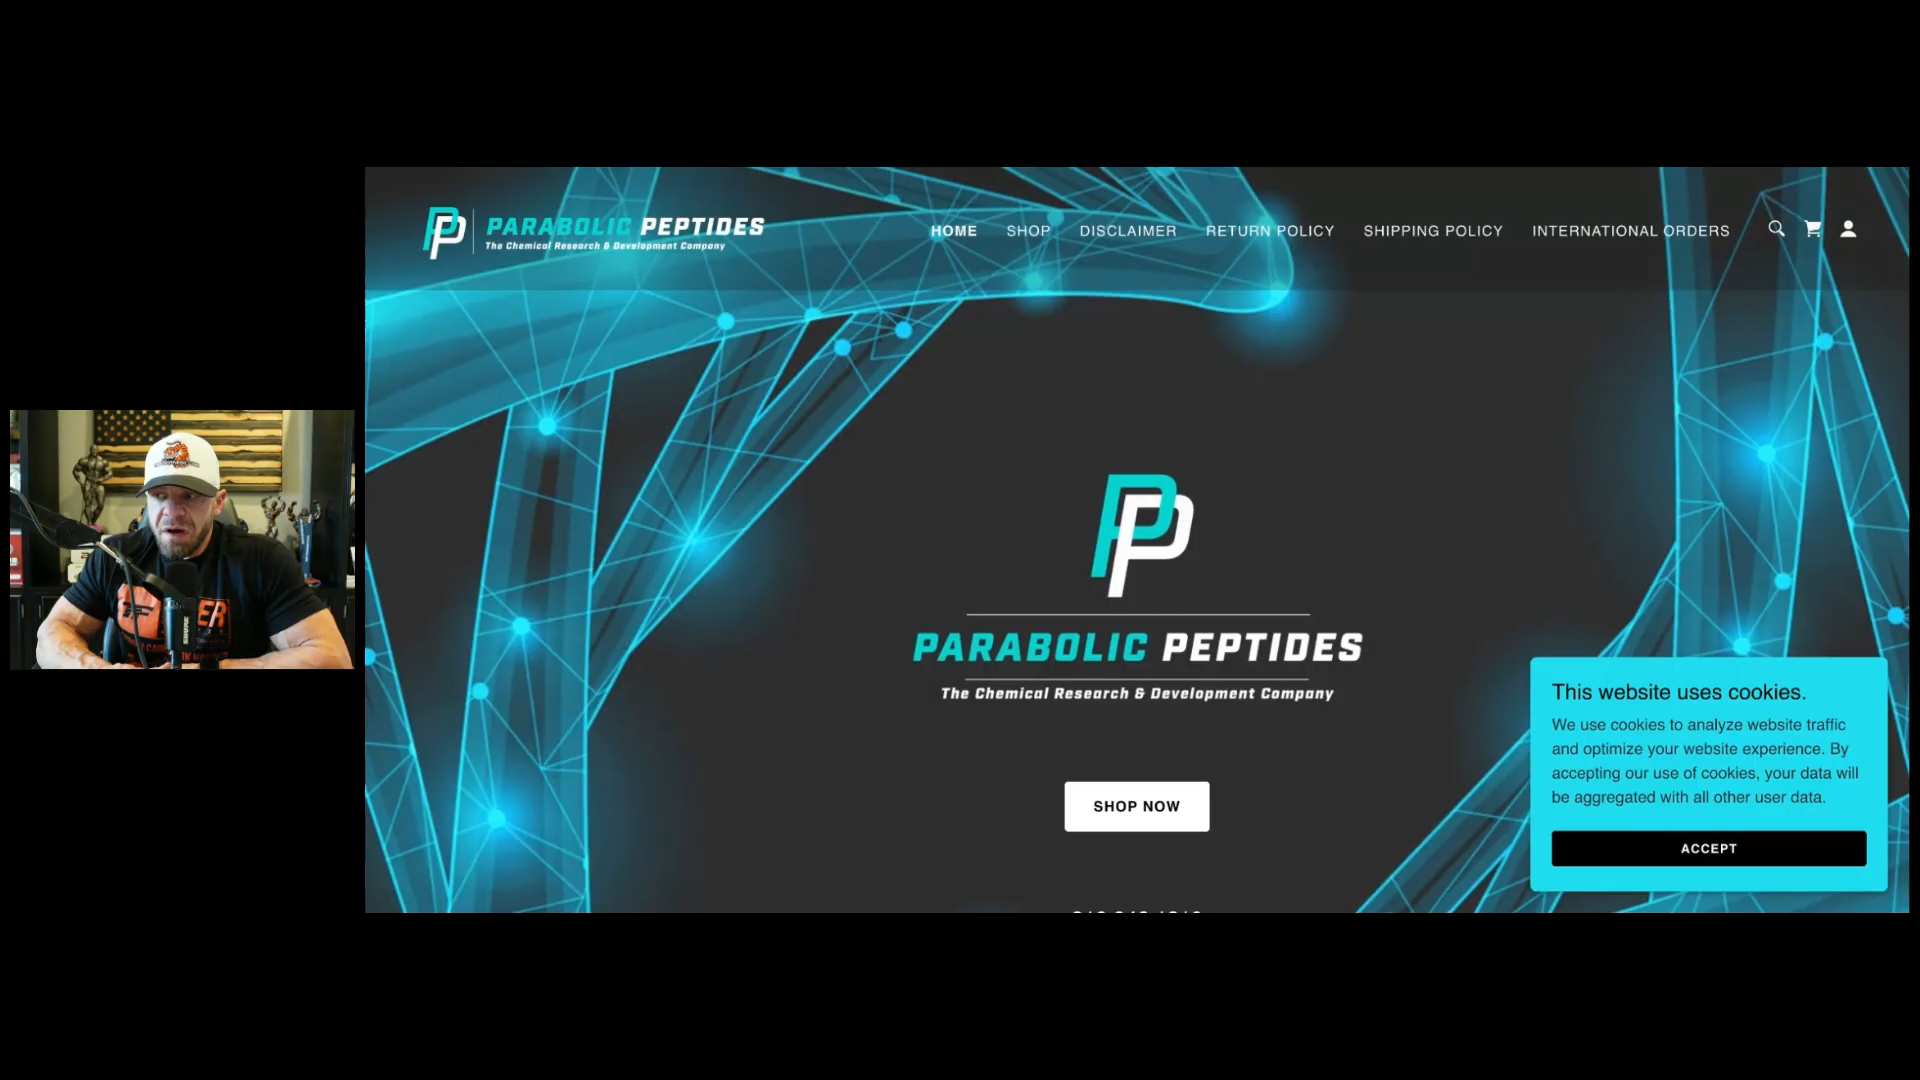 PARABOLIC PEPTIDES
The Chemical Research & Development Company
HOME SHOP DISCLAIMER RETURN POLICY SHIPPING POLICY INTERNATIONAL ORDERS
PARABOLIC PEPTIDES
The Chemical Research & Development Company
SHOP NOW
This website uses cookies.
We use cookies to analyze website traffic
and optimize your website experience. By
accepting our use of cookies, your data will
be aggregated with all other user data.
ACCEPT
SHURE